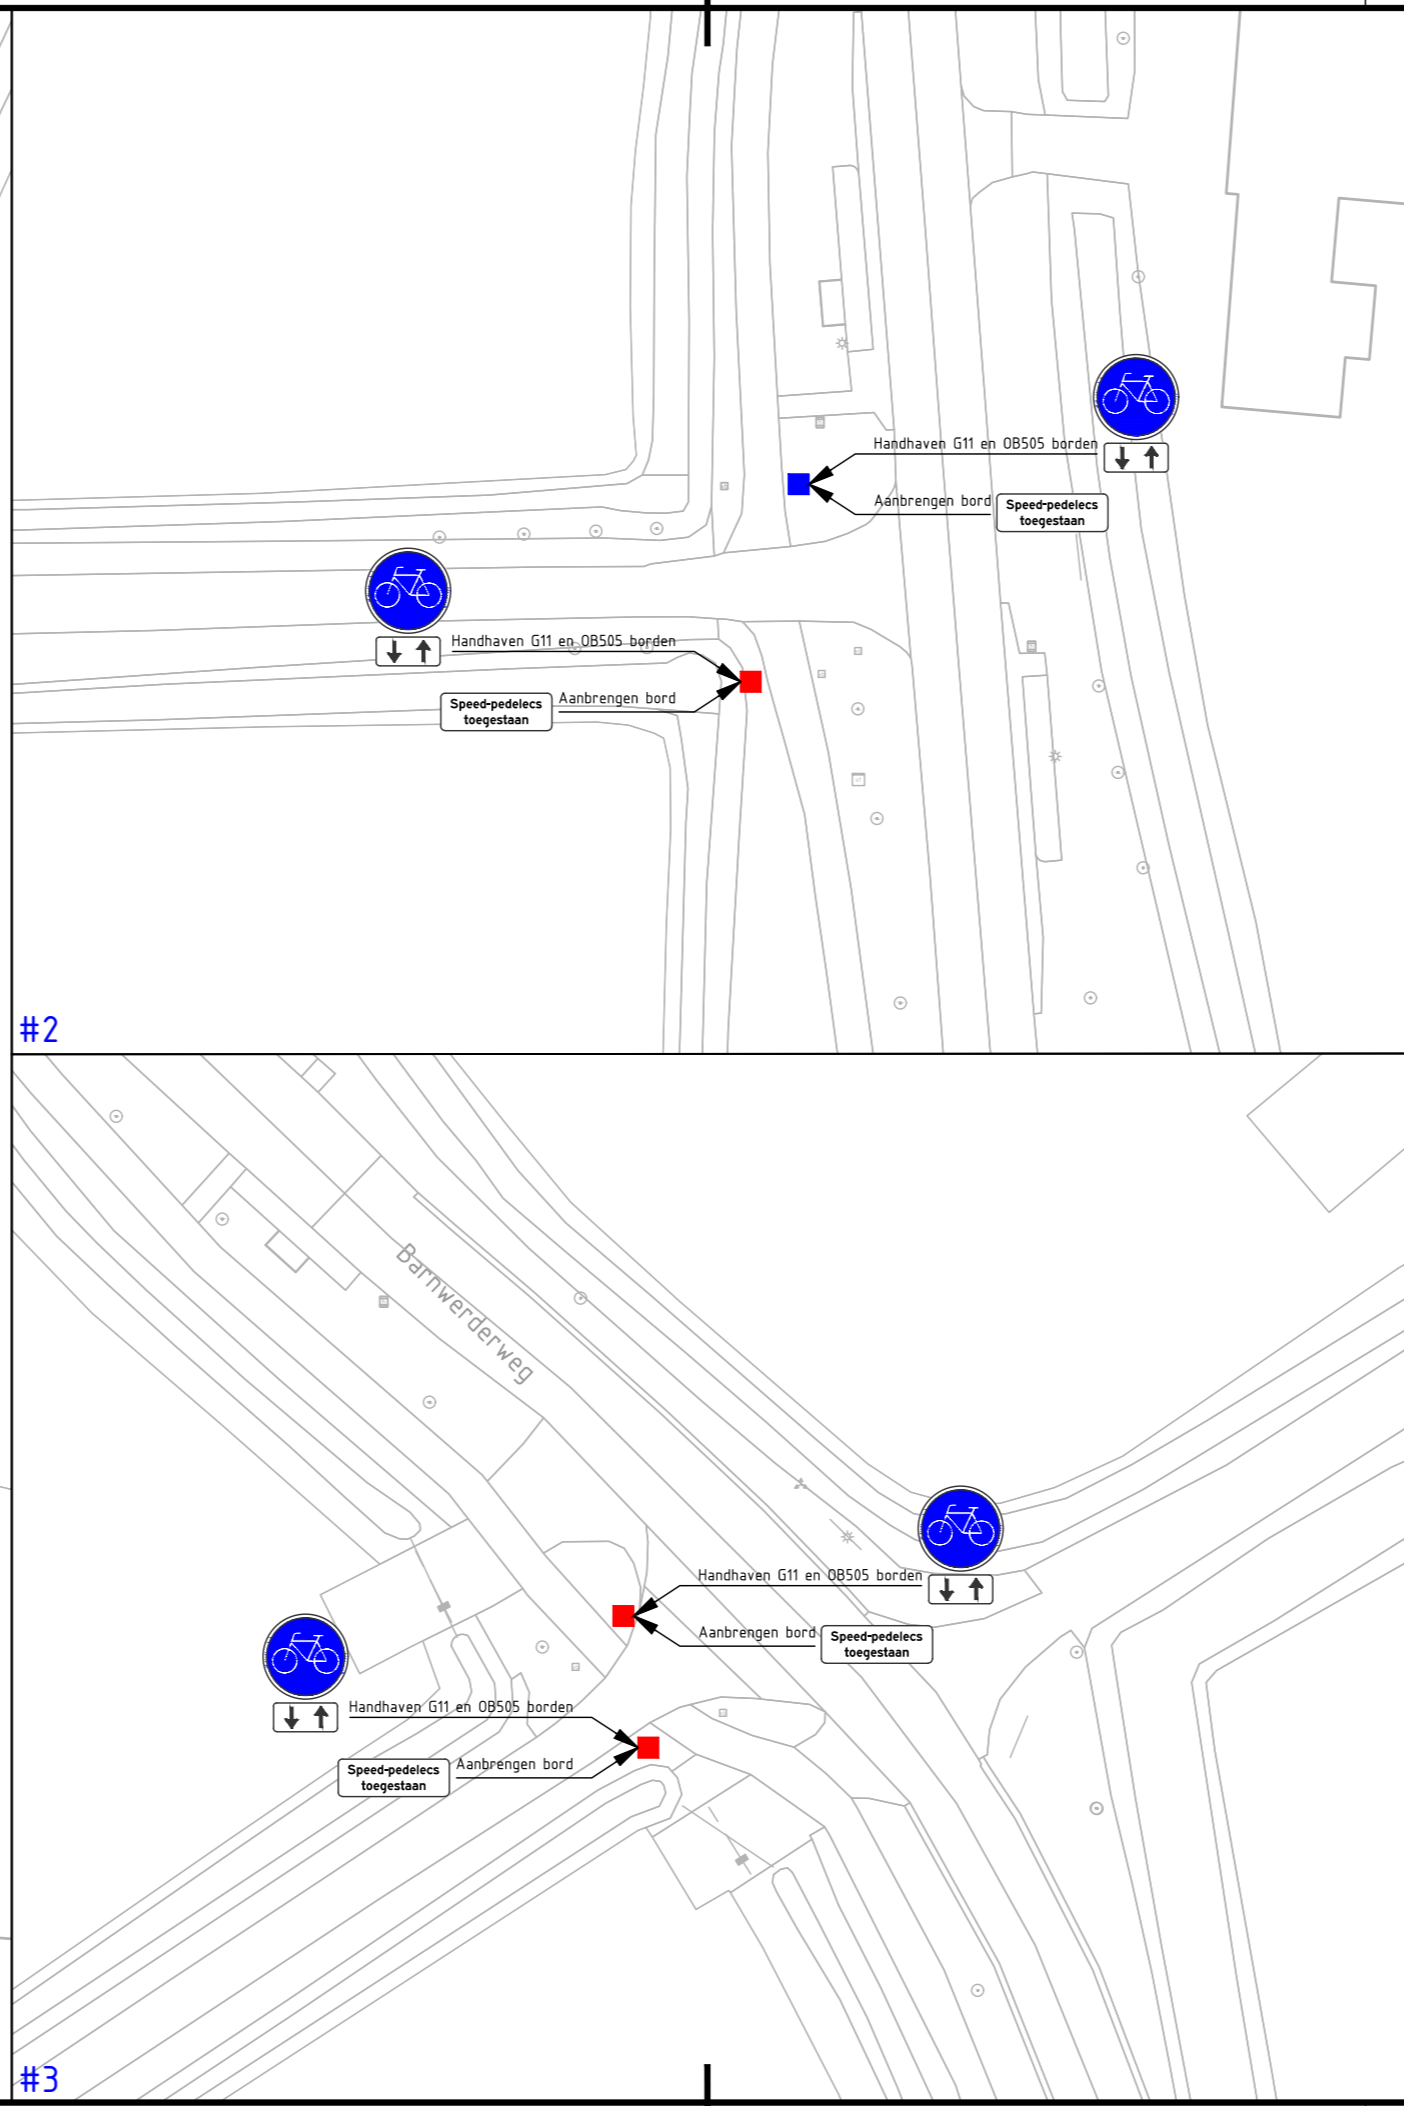 Handhaven G11 en OB505 borden
Aanbrengen bord
Speed-pedelecs
toegestaan
Handhaven G11 en OB505 borden
Aanbrengen bord
Speed-pedelecs
toegestaan
#2
Barnwerderweg
Handhaven G11 en OB505 borden
Aanbrengen bord
Speed-pedelecs
toegestaan
Handhaven G11 en OB505 borden
Aanbrengen bord
Speed-pedelecs
toegestaan
#3